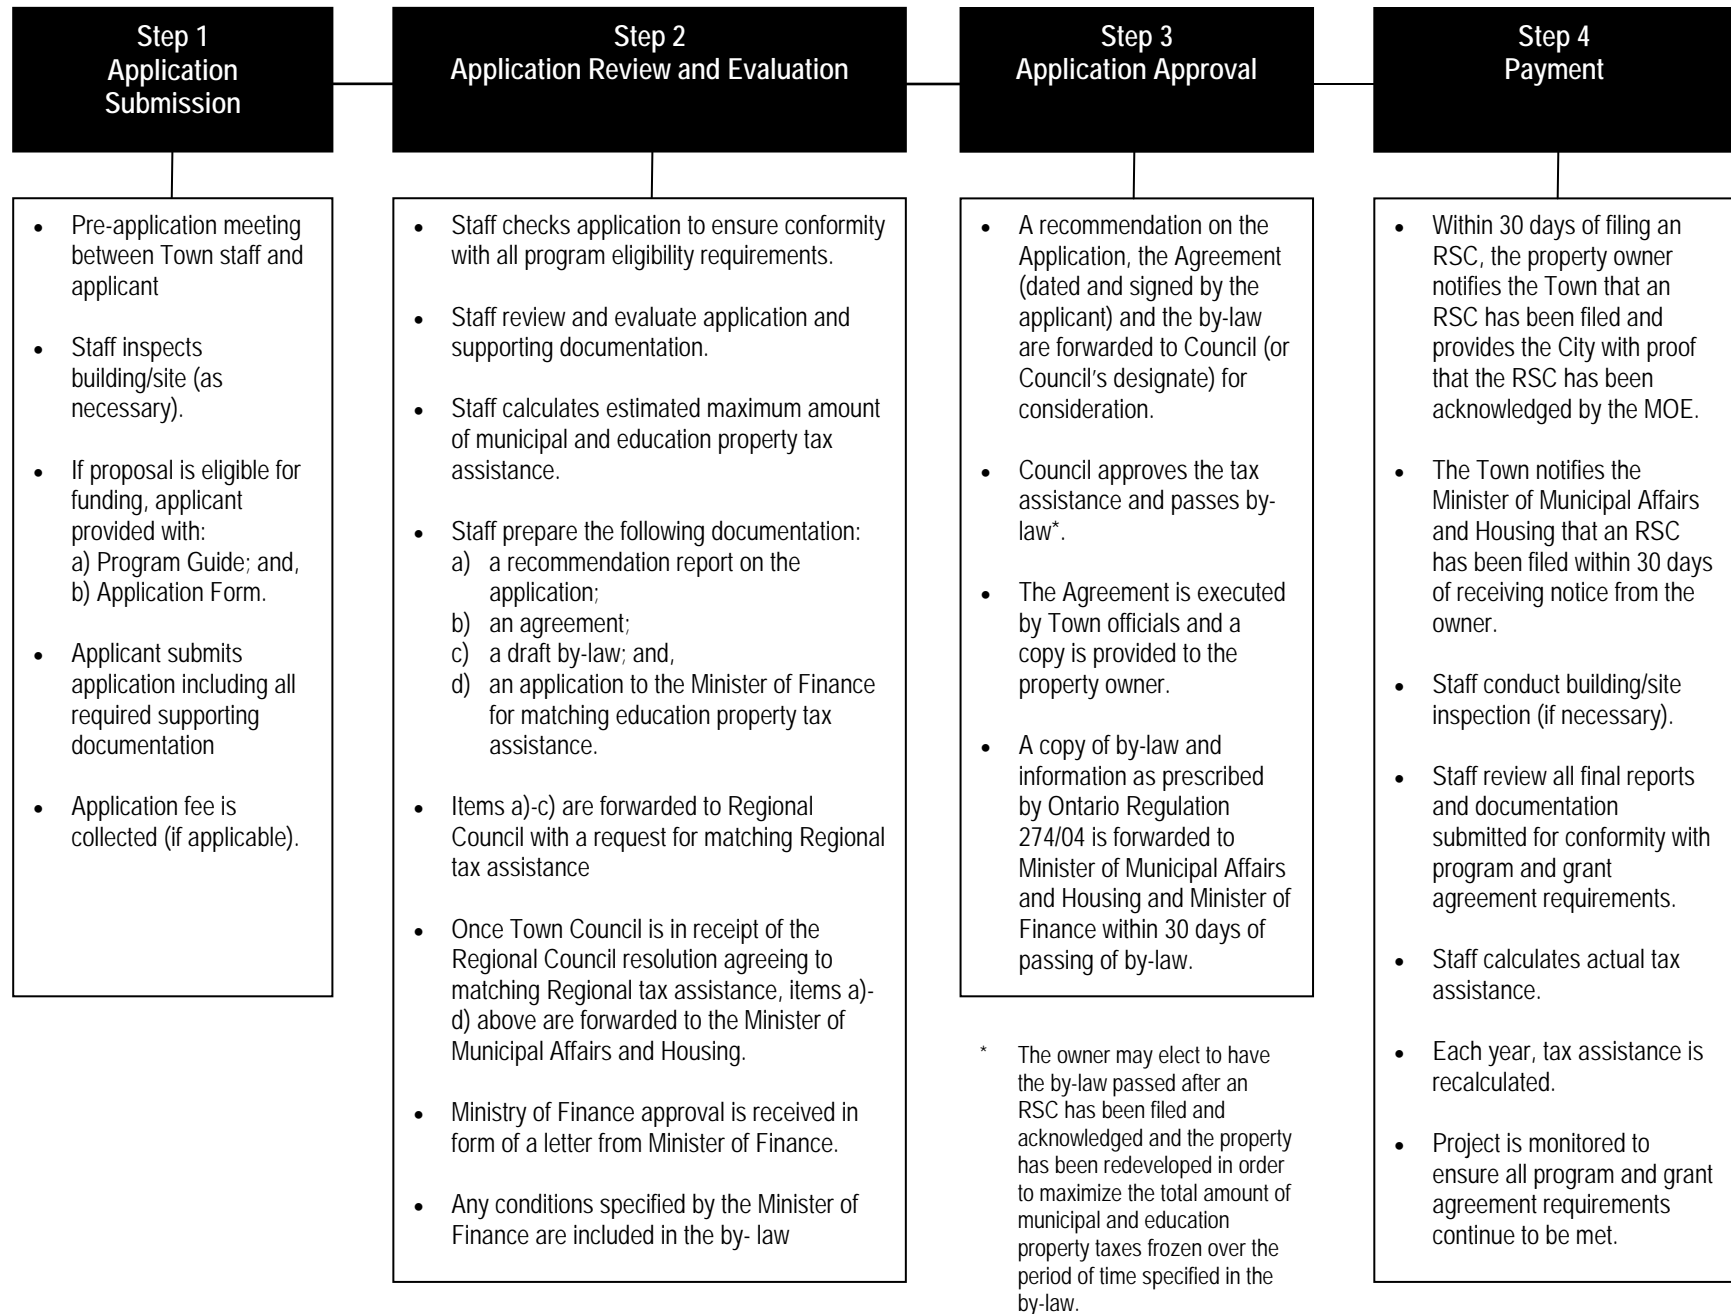 Step 1
Application
Submission
Step 2
Application Review and Evaluation
Step 3
Application Approval
Step 4
Payment
• Pre-application meeting
between Town staff and
applicant
• Staff inspects
building/site (as
necessary).
• If proposal is eligible for
funding, applicant
provided with:
a) Program Guide; and,
b) Application Form.
• Applicant submits
application including all
required supporting
documentation
• Application fee is
collected (if applicable).
• Staff checks application to ensure conformity
with all program eligibility requirements.
• Staff review and evaluate application and
supporting documentation.
• Staff calculates estimated maximum amount
of municipal and education property tax
assistance.
• Staff prepare the following documentation:
a) a recommendation report on the
application;
b) an agreement;
c) a draft by-law; and,
d) an application to the Minister of Finance
for matching education property tax
assistance.
• Items a)-c) are forwarded to Regional
Council with a request for matching Regional
tax assistance
• Once Town Council is in receipt of the
Regional Council resolution agreeing to
matching Regional tax assistance, items a)-
d) above are forwarded to the Minister of
Municipal Affairs and Housing.
• Ministry of Finance approval is received in
form of a letter from Minister of Finance.
• Any conditions specified by the Minister of
Finance are included in the by- law
• A recommendation on the
Application, the Agreement
(dated and signed by the
applicant) and the by-law
are forwarded to Council (or
Council's designate) for
consideration.
• Council approves the tax
assistance and passes by-
law*.
• The Agreement is executed
by Town officials and a
copy is provided to the
property owner.
• A copy of by-law and
information as prescribed
by Ontario Regulation
274/04 is forwarded to
Minister of Municipal Affairs
and Housing and Minister of
Finance within 30 days of
passing of by-law.
* The owner may elect to have
the by-law passed after an
RSC has been filed and
acknowledged and the property
has been redeveloped in order
to maximize the total amount of
municipal and education
property taxes frozen over the
period of time specified in the
by-law.
• Within 30 days of filing an
RSC, the property owner
notifies the Town that an
RSC has been filed and
provides the City with proof
that the RSC has been
acknowledged by the MOE.
• The Town notifies the
Minister of Municipal Affairs
and Housing that an RSC
has been filed within 30 days
of receiving notice from the
owner.
• Staff conduct building/site
inspection (if necessary).
• Staff review all final reports
and documentation
submitted for conformity with
program and grant
agreement requirements.
• Staff calculates actual tax
assistance.
• Each year, tax assistance is
recalculated.
• Project is monitored to
ensure all program and grant
agreement requirements
continue to be met.